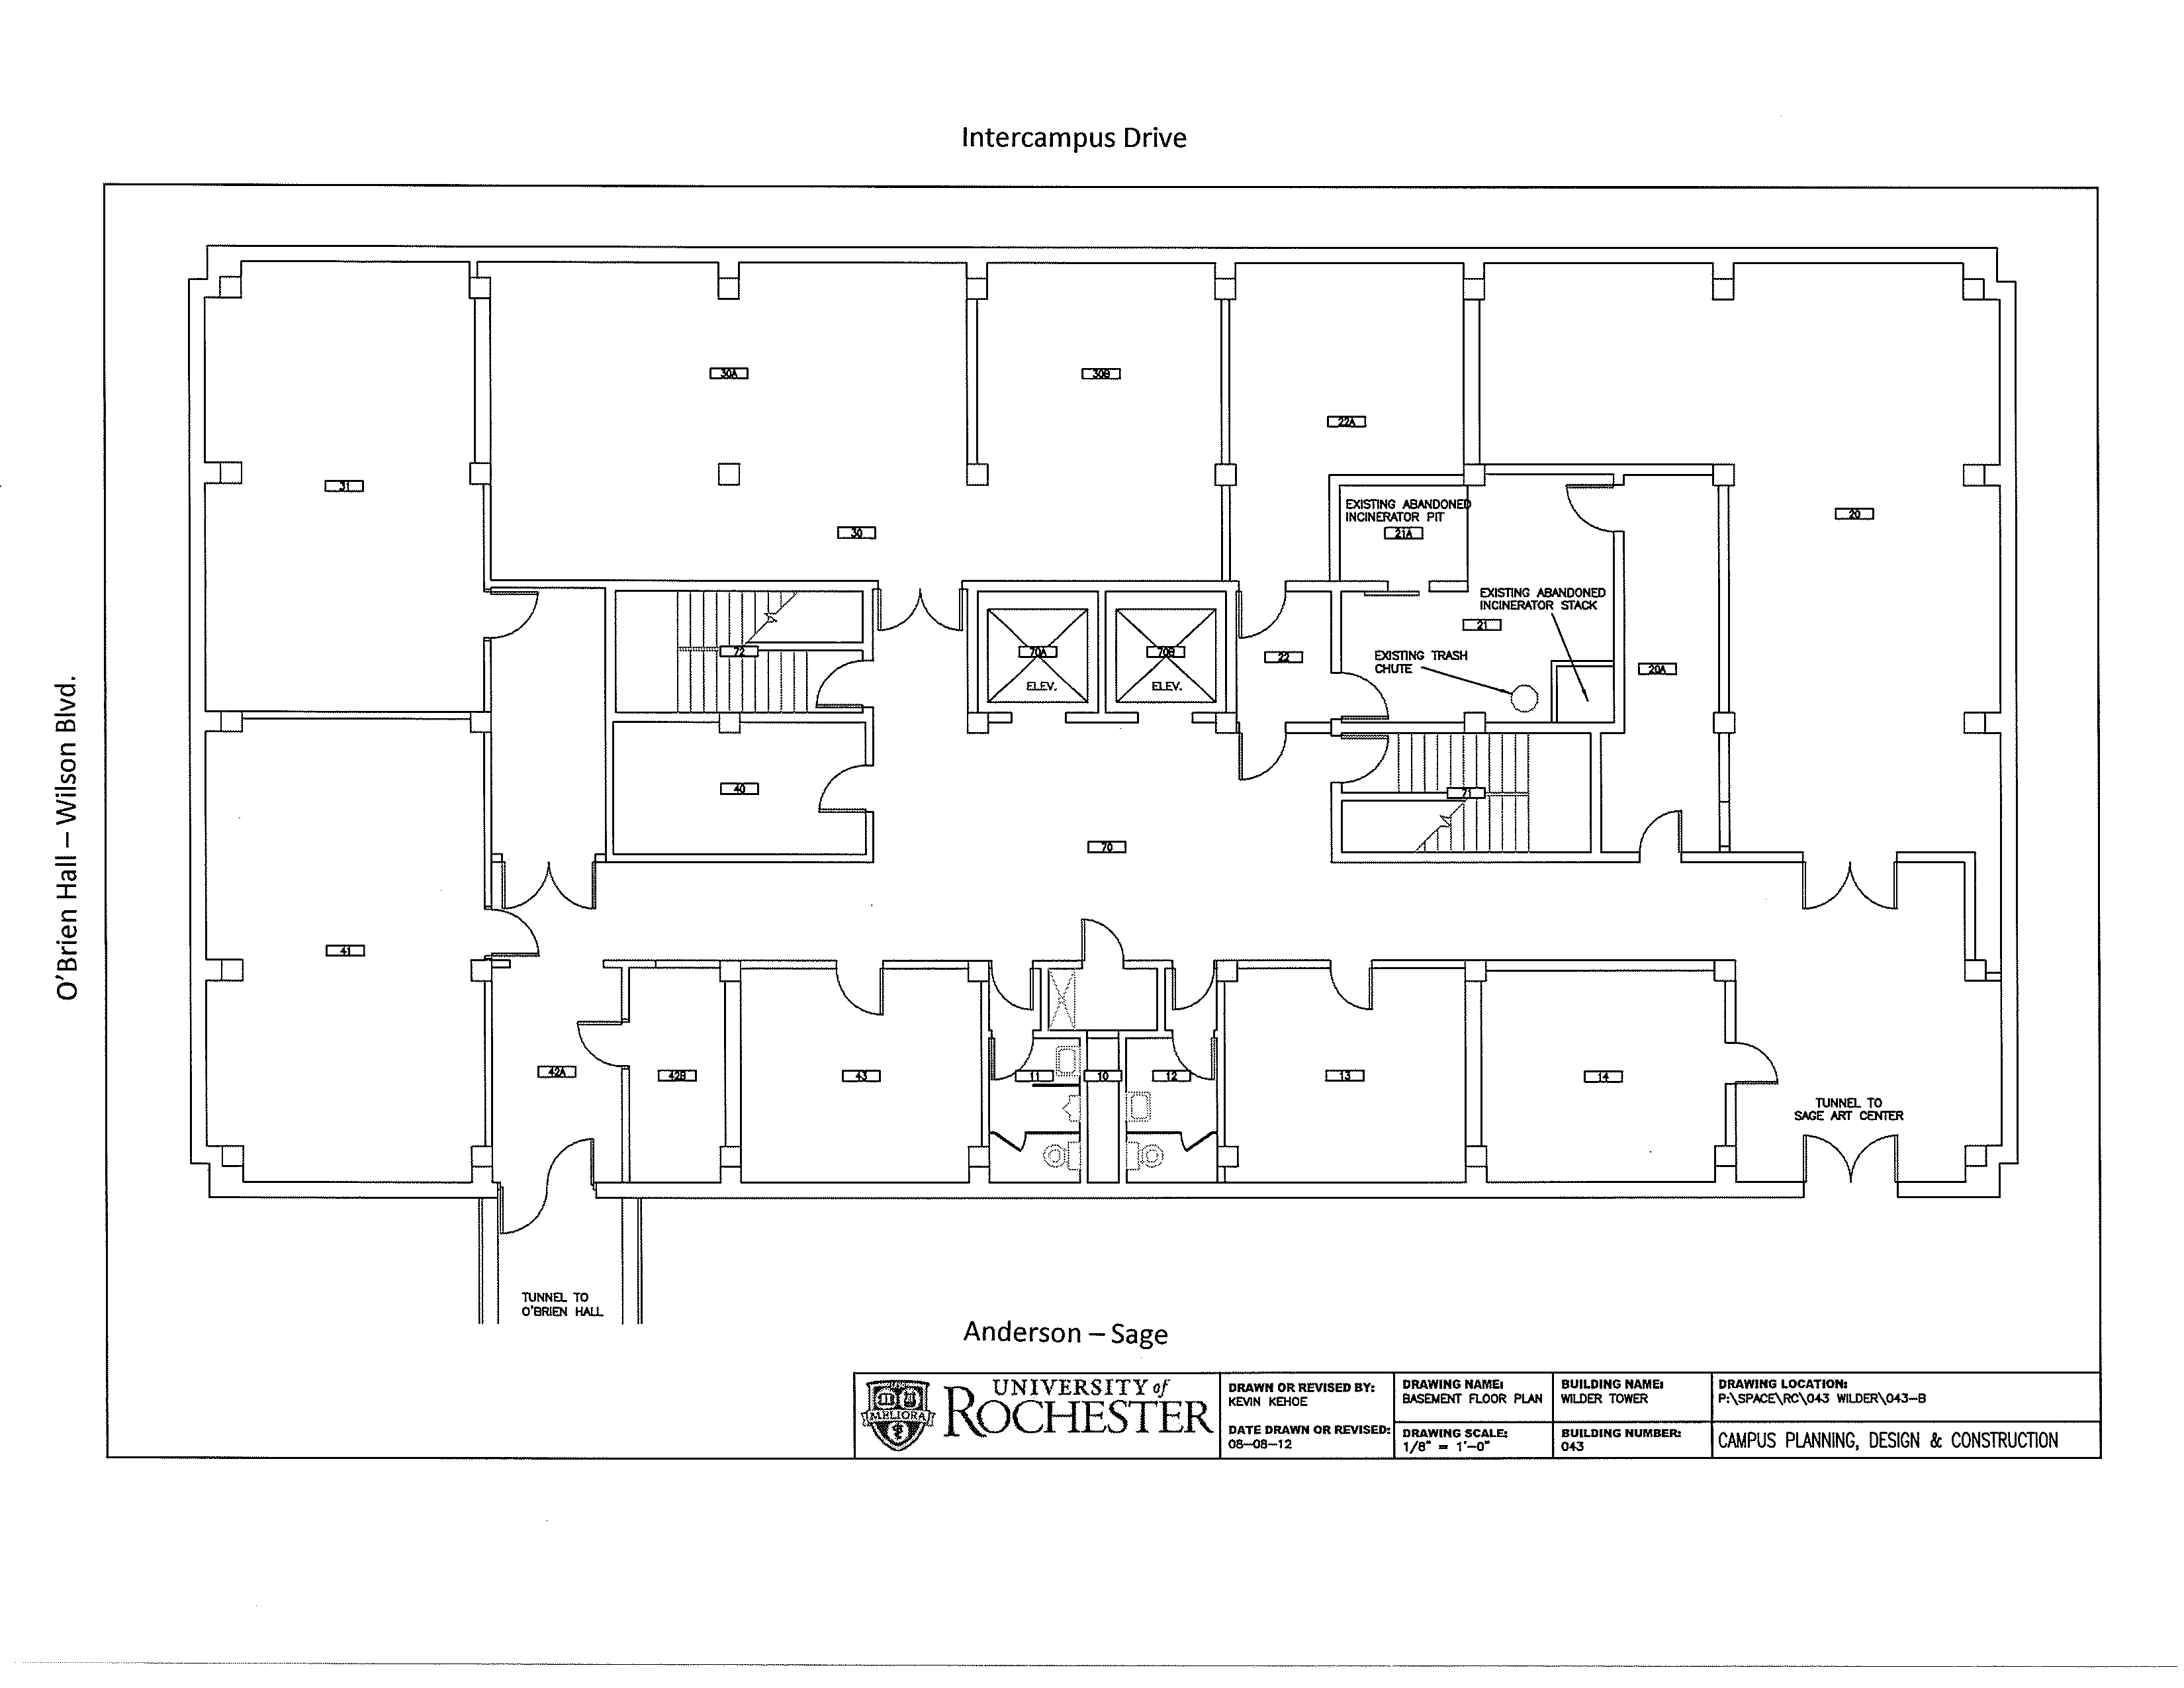 Intercampus Drive
30A
30B
22A
31
EXISTING ABANDONED
INCINERATOR PIT
21A
20
30
EXISTING ABANDONED
INCINERATOR STACK
21
72
70A
70B
22
EXISTING TRASH
CHUTE
20A
ELEV.
ELEV.
40
71
70
O'Brien Hall – Wilson Blvd.
41
42A
42B
43
11
10
12
13
14
TUNNEL TO
SAGE ART CENTER
TUNNEL TO
O'BRIEN HALL
Anderson – Sage
MELIORA
UNIVERSITY of
ROCHESTER
DRAWN OR REVISED BY:
KEVIN KEHOE
DATE DRAWN OR REVISED:
08-08-12
DRAWING NAME:
BASEMENT FLOOR PLAN
DRAWING SCALE:
1/8" = 1'-0"
BUILDING NAME:
WILDER TOWER
BUILDING NUMBER:
043
DRAWING LOCATION:
P:\SPACE\RC\043 WILDER\043-B
CAMPUS PLANNING, DESIGN & CONSTRUCTION